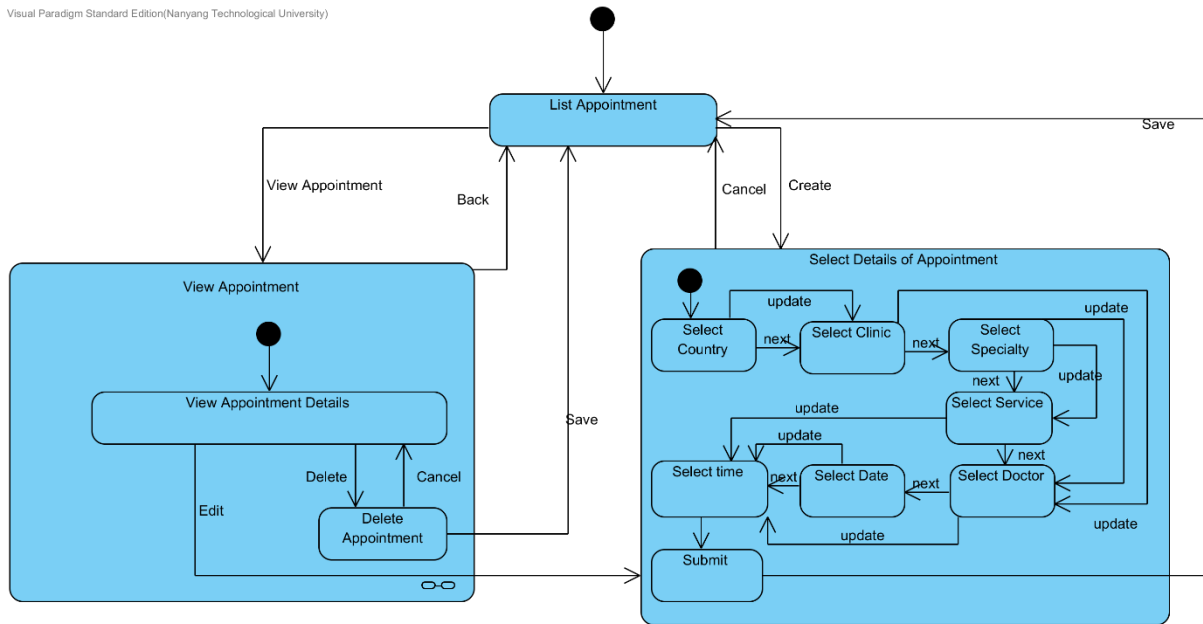 Visual Paradigm Standard Edition(Nanyang Technological University)
List Appointment
Save
View Appointment
Back
Cancel
Create
View Appointment
Select Details of Appointment
update
Select
Country
next
Select Clinic
next
Select
Specialty
update
next
update
View Appointment Details
Select Service
update
Save
next
update
Delete
Cancel
Select time
next
Select Date
next
Select Doctor
Edit
Delete
Appointment
update
update
Submit